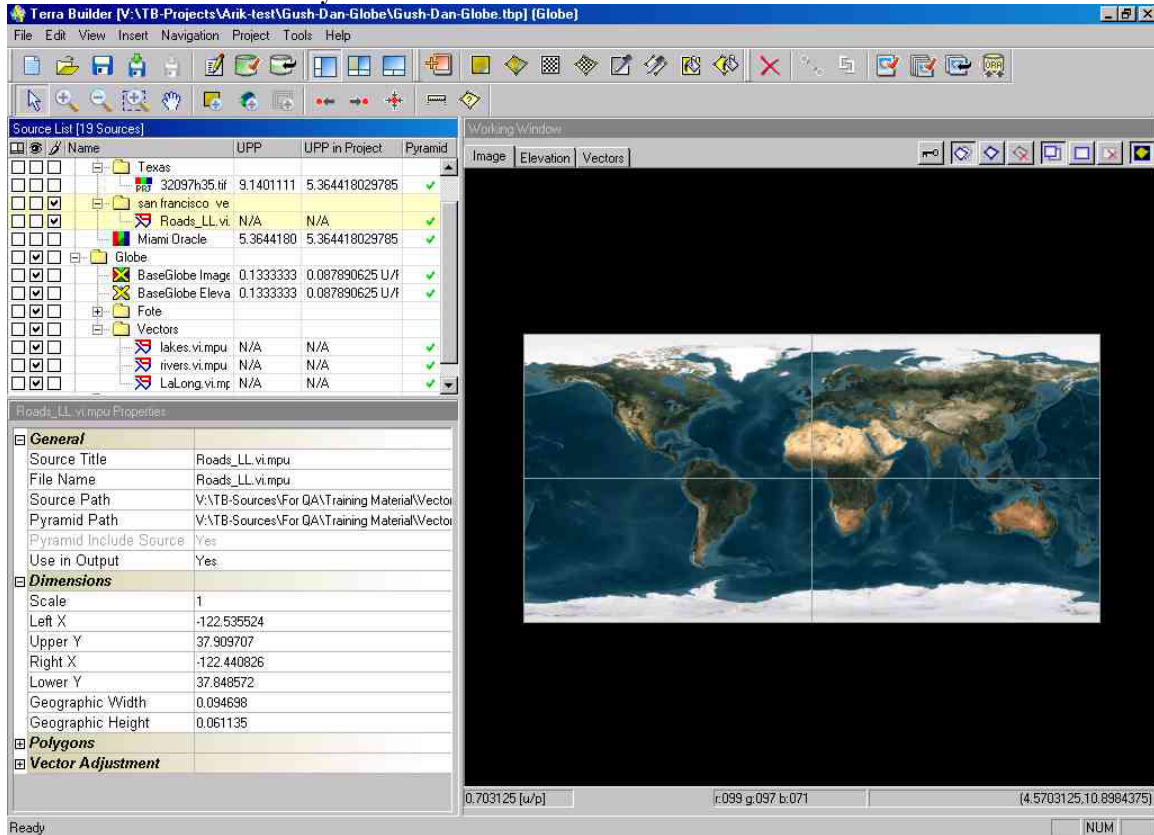 Terra Builder [V:\TB-Projects\Arik-test\Gush-Dan-Globe\Gush-Dan-Globe.tbp] (Globe)
File Edit View Insert Navigation Project Tools Help
Source List [19 Sources]
Name UPP UPP in Project Pyramid
Texas
PRJ 32097h35.tif 9.1401111 5.364418029785
san francisco ve
Roads_LL.vi. N/A N/A
Miami Oracle 5.3644180 5.364418029785
Globe
BaseGlobe Image 0.1333333 0.087890625 U/F
BaseGlobe Eleva 0.1333333 0.087890625 U/F
Fote
Vectors
lakes.vi.mpu N/A N/A
rivers.vi.mpu N/A N/A
LaLong.vi.mp N/A N/A
Roads_LL.vi.mpu Properties
General
Source Title Roads_LL.vi.mpu
File Name Roads_LL.vi.mpu
Source Path V:\TB-Sources\For QA\Training Material\Vector
Pyramid Path V:\TB-Sources\For QA\Training Material\Vector
Pyramid Include Source Yes
Use in Output Yes
Dimensions
Scale 1
Left X -122.535524
Upper Y 37.909707
Right X -122.440826
Lower Y 37.848572
Geographic Width 0.094698
Geographic Height 0.061135
Polygons
Vector Adjustment
Working Window
Image Elevation Vectors
0.703125 [u/p] r:099 g:097 b:071 (4.5703125,10.8984375)
Ready NUM